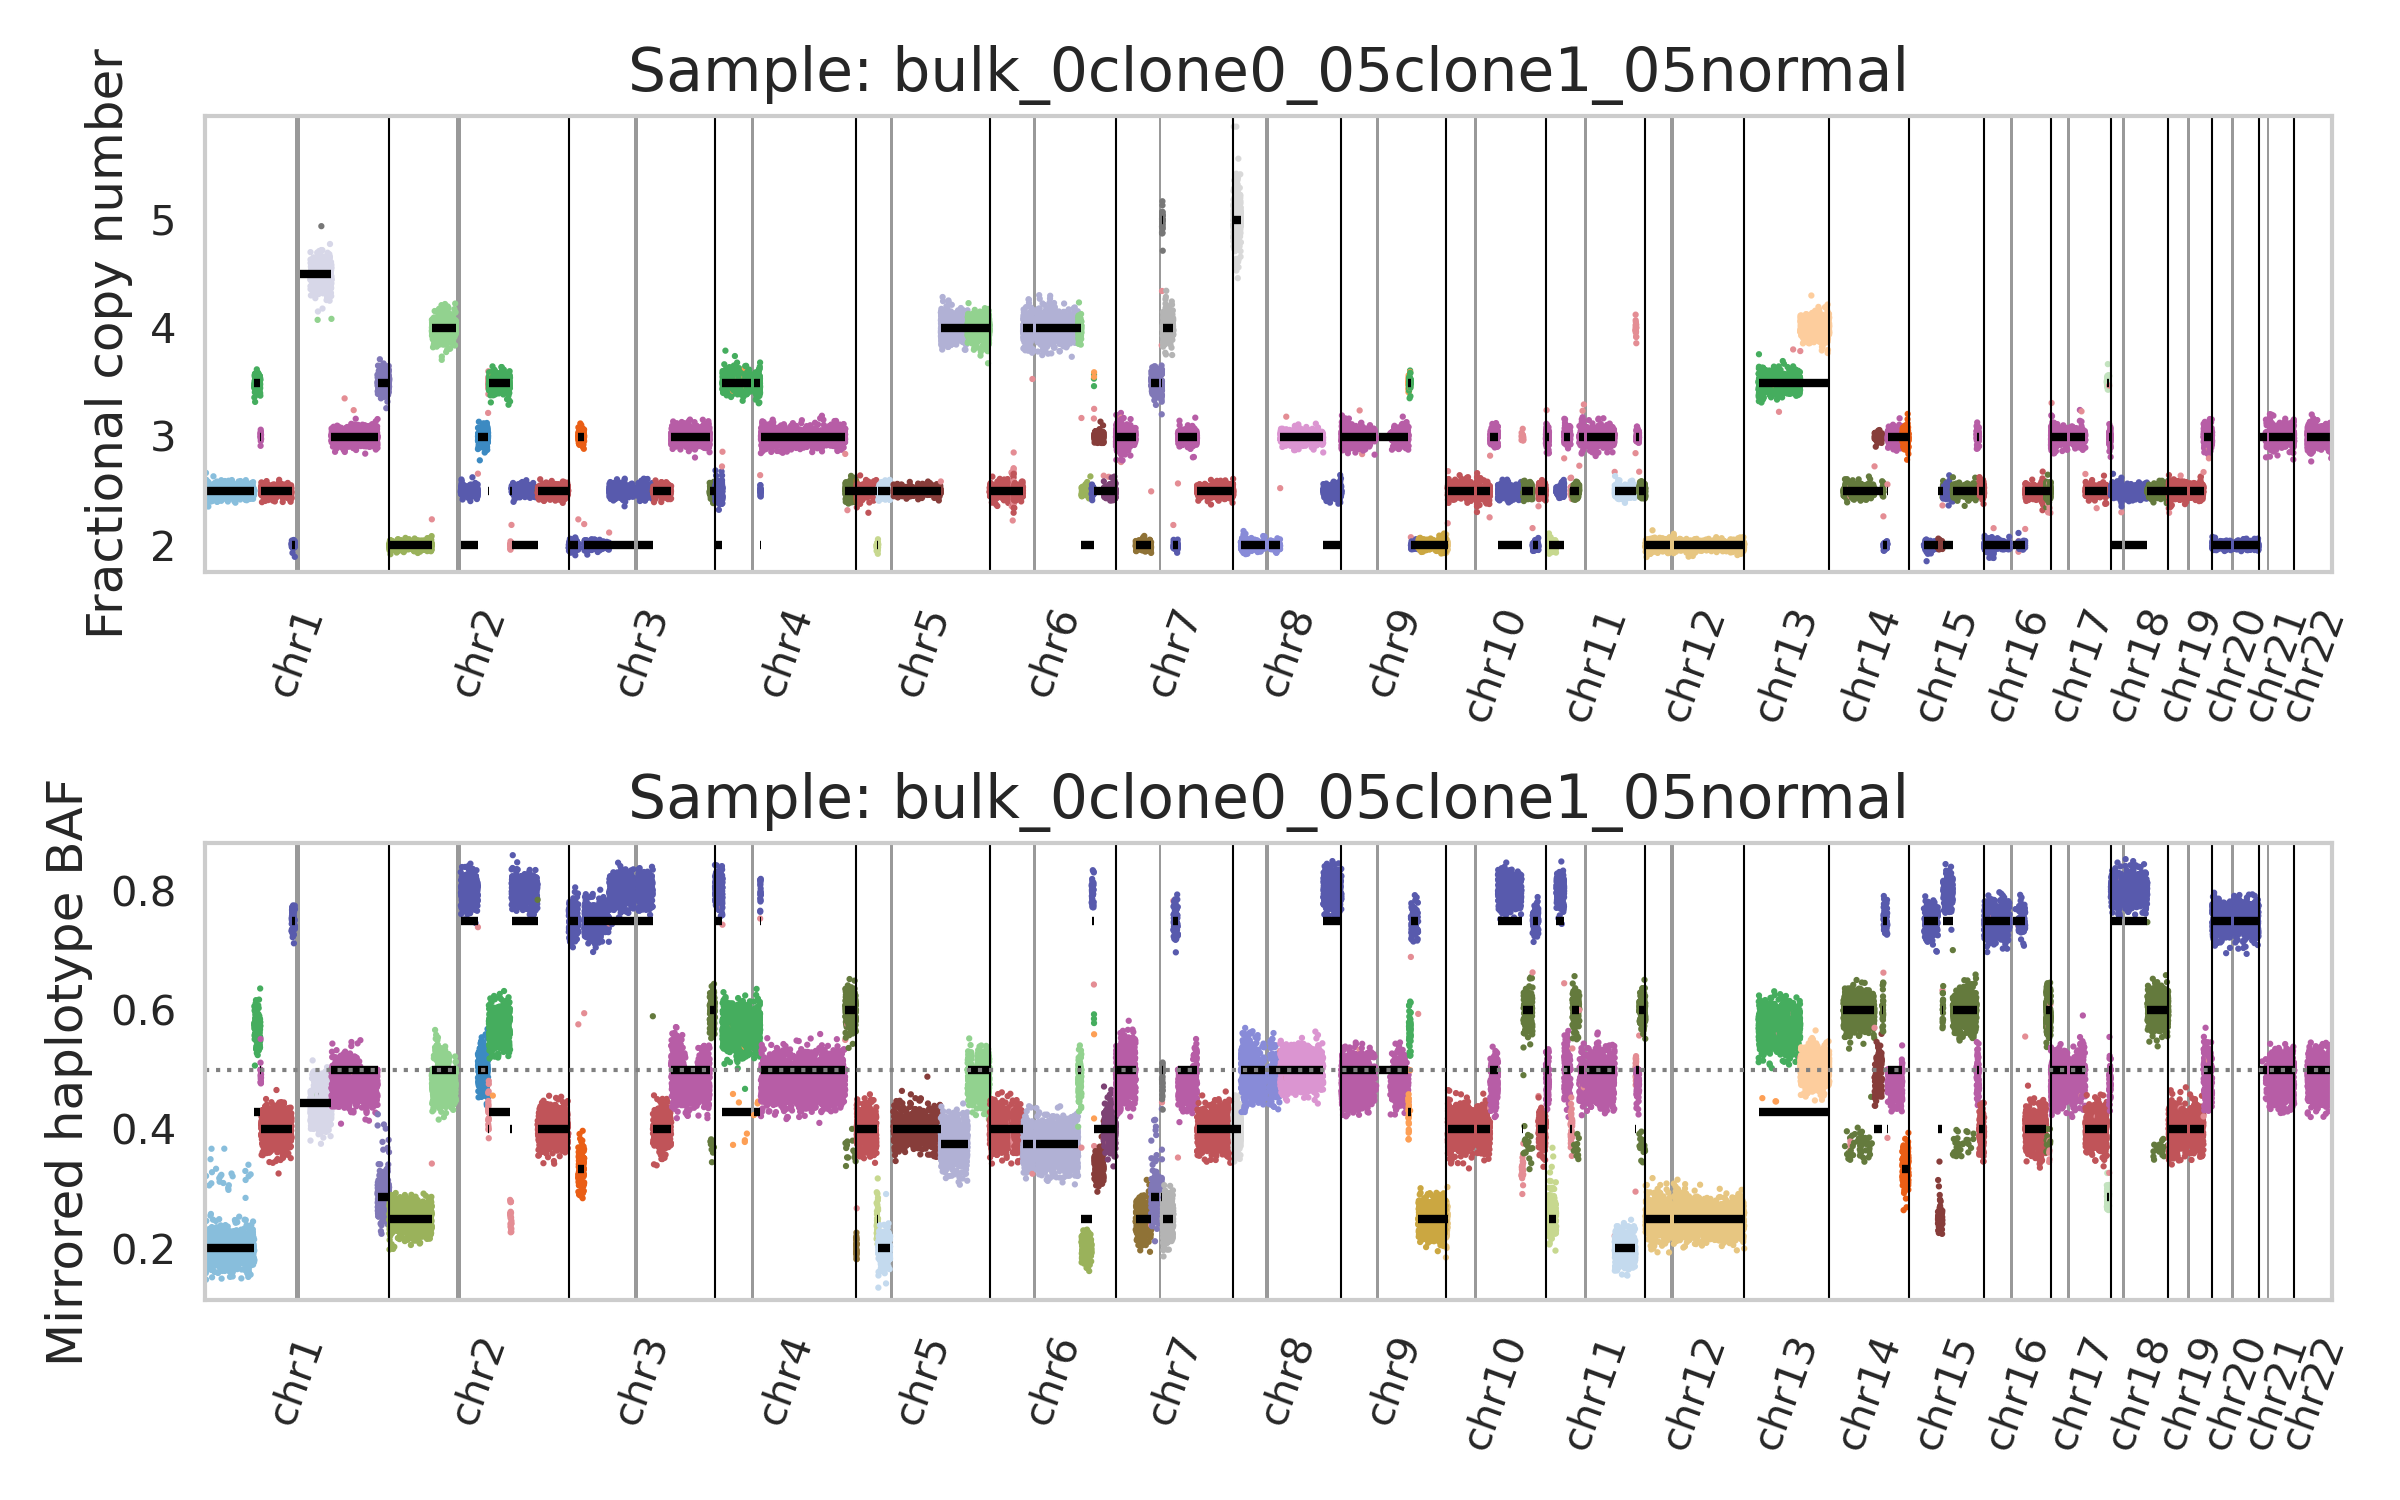 Sample: bulk_0clone0_05clone1_05normal
Fractional copy number
5
4
3
2
chr1 chr2 chr3 chr4 chr5 chr6 chr7 chr8 chr9 chr10 chr11 chr12 chr13 chr14 chr15 chr16 chr17 chr18 chr19 chr20 chr21 chr22
Sample: bulk_0clone0_05clone1_05normal
Mirrored haplotype BAF
0.8
0.6
0.4
0.2
chr1 chr2 chr3 chr4 chr5 chr6 chr7 chr8 chr9 chr10 chr11 chr12 chr13 chr14 chr15 chr16 chr17 chr18 chr19 chr20 chr21 chr22